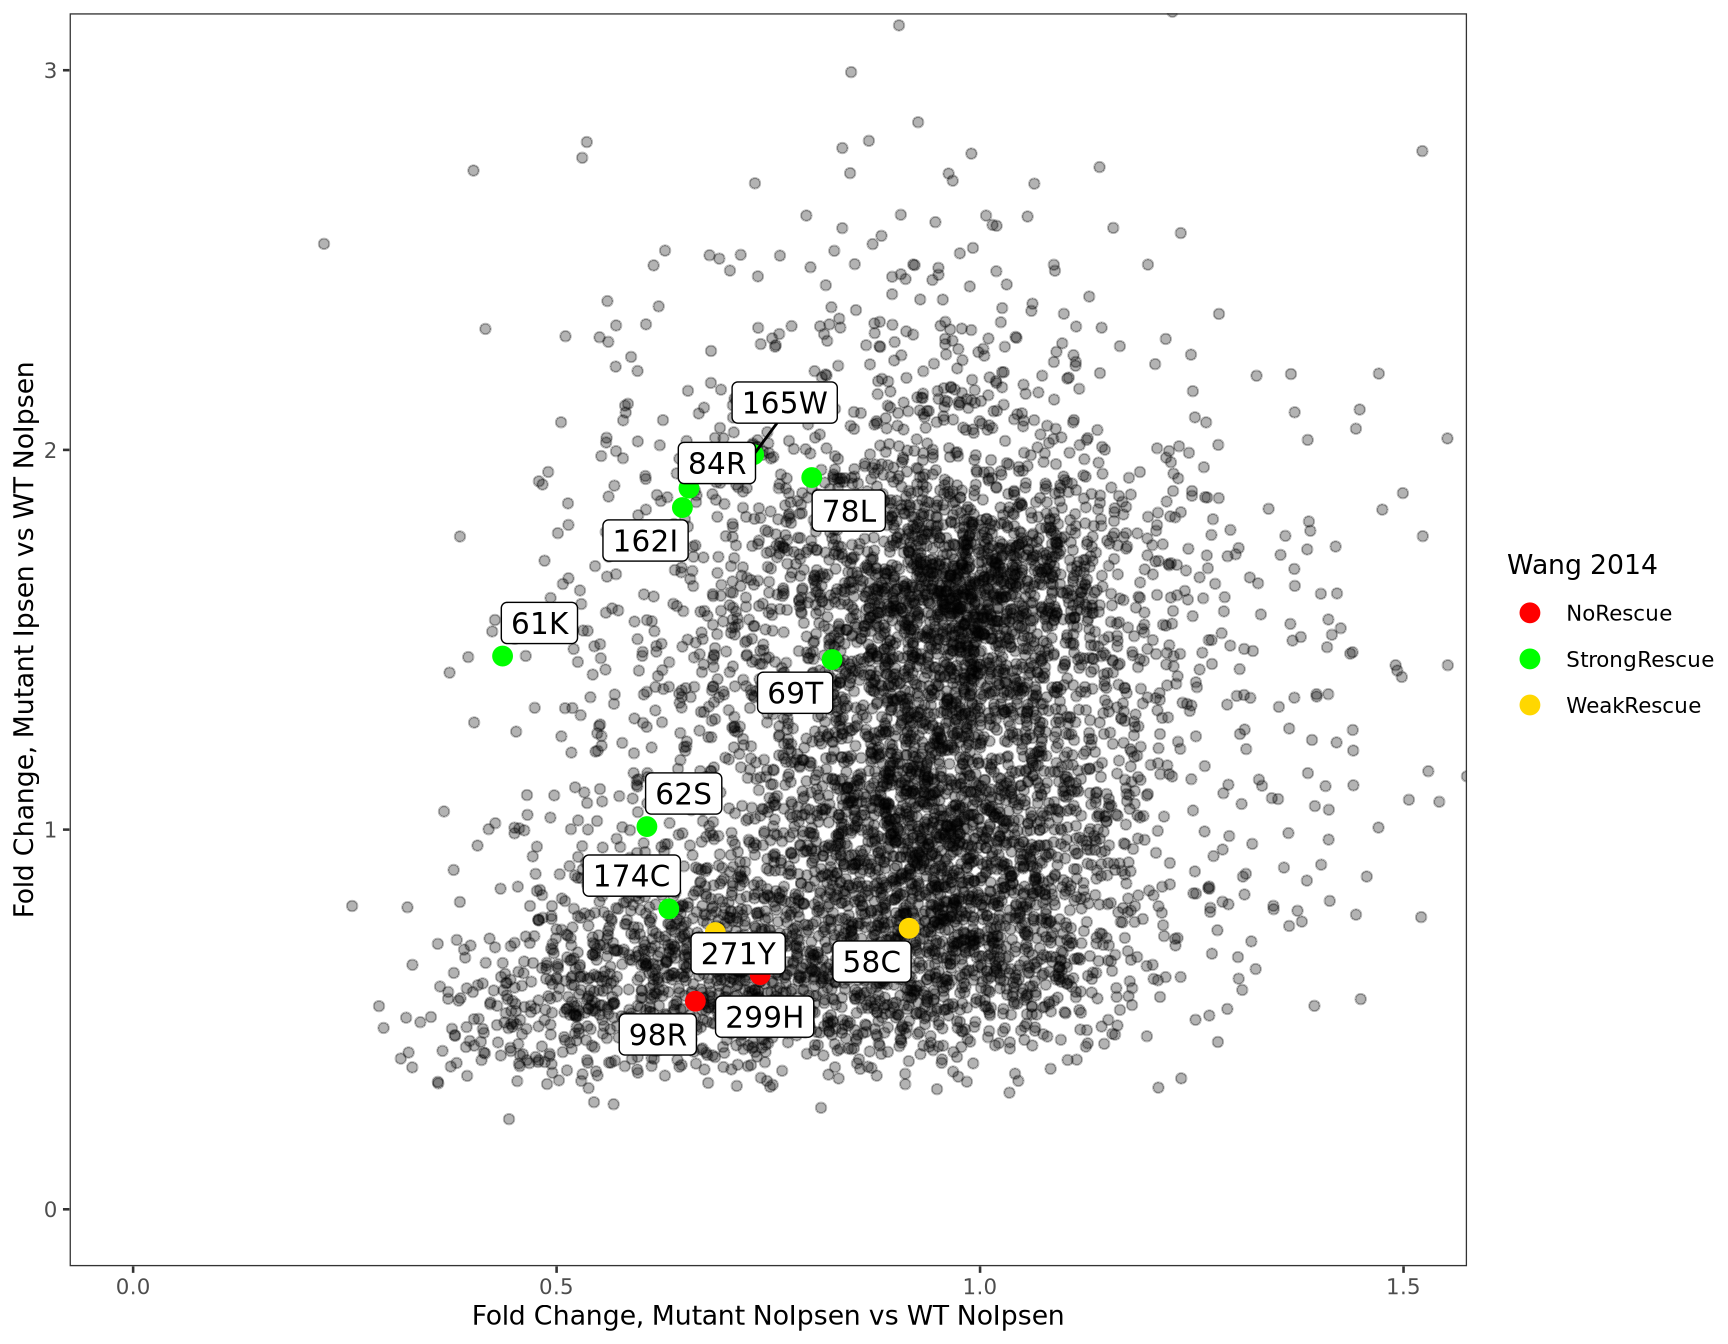 3
2
1
0
0.0
0.5
1.0
1.5
Fold Change, Mutant Ipsen vs WT NoIpsen
Fold Change, Mutant NoIpsen vs WT NoIpsen
165W
84R
78L
162I
61K
69T
62S
174C
271Y
58C
299H
98R
Wang 2014
NoRescue
StrongRescue
WeakRescue